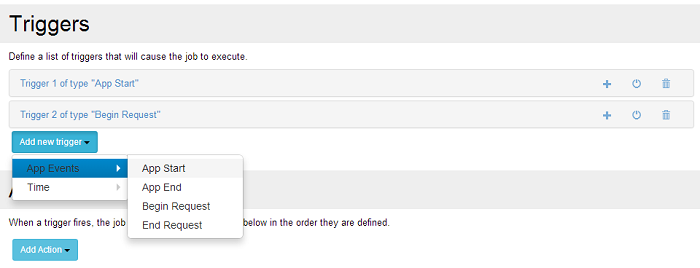 Triggers
Define a list of triggers that will cause the job to execute.
Trigger 1 of type "App Start"
Trigger 2 of type "Begin Request"
Add new trigger
App Events
App Start
Time
App End
Begin Request
End Request
When a trigger fires, the job
below in the order they are defined.
Add Action